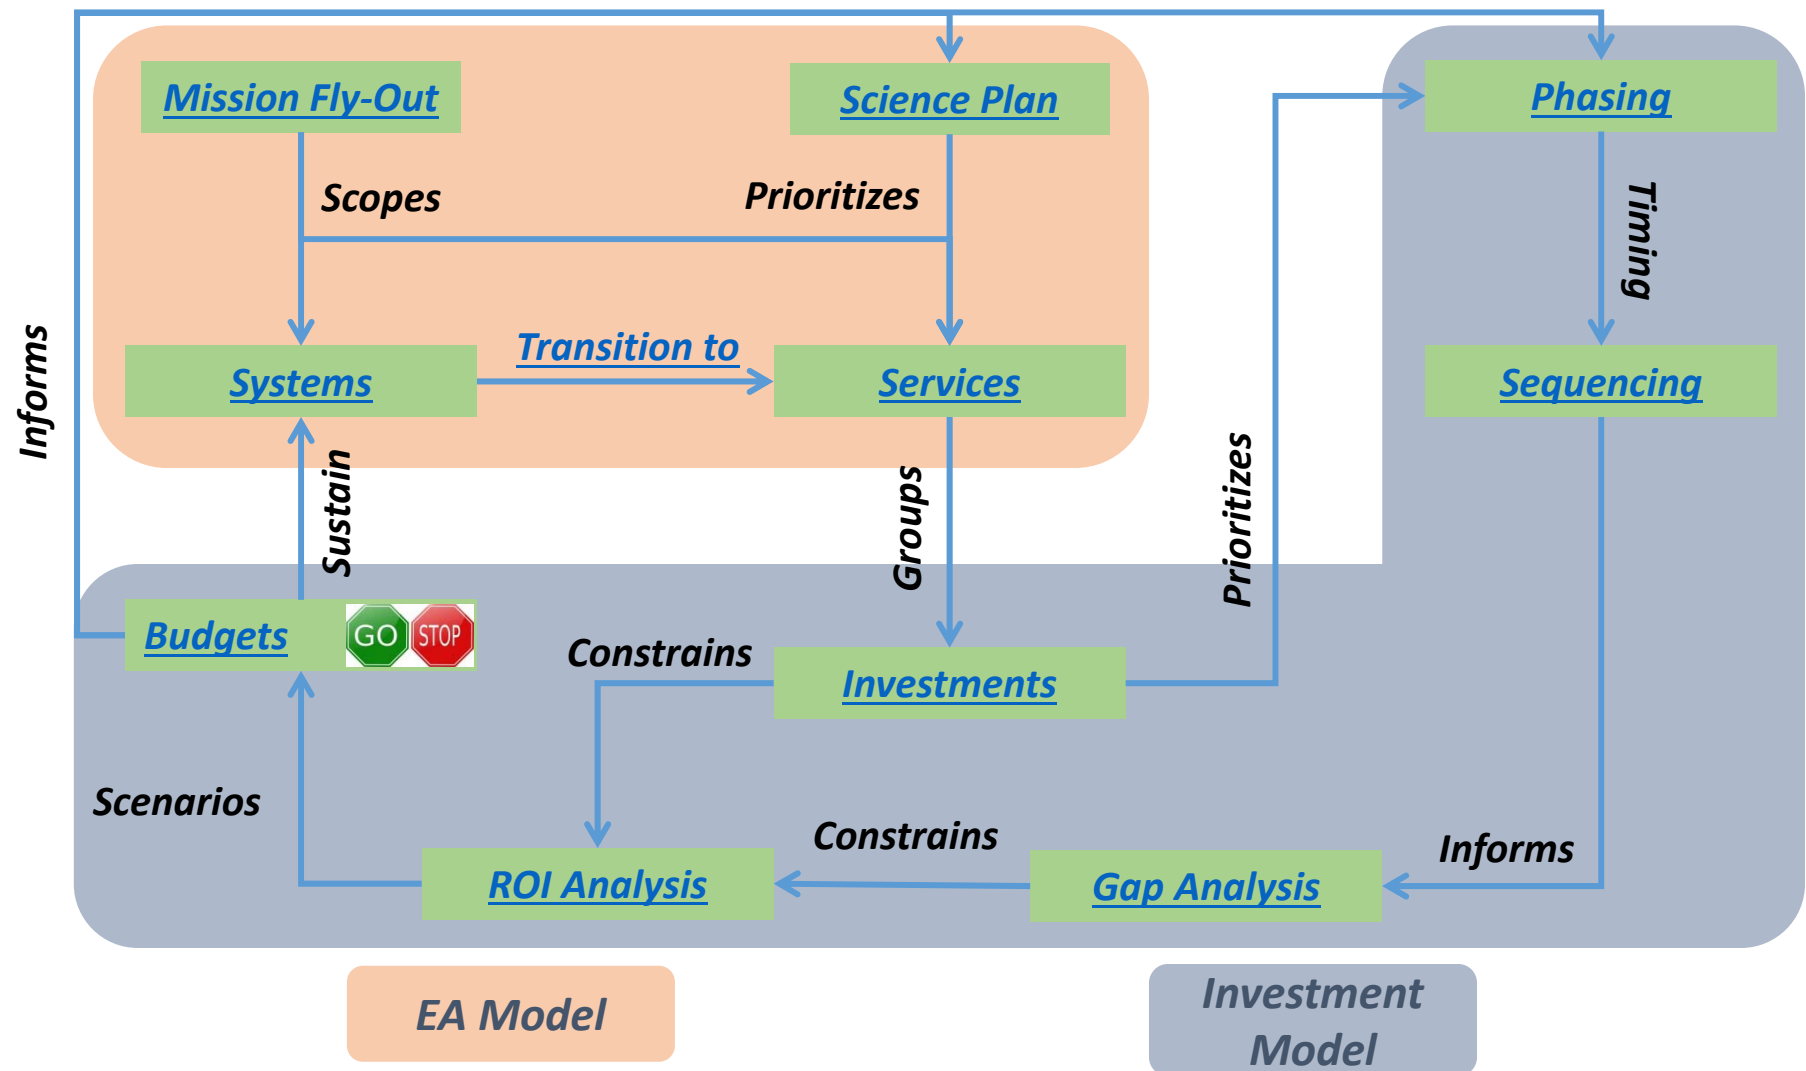 Mission Fly-Out
Science Plan
Phasing
Scopes
Prioritizes
Timing
Informs
Transition to
Systems
Services
Sequencing
Sustain
Groups
Prioritizes
Budgets
GO
STOP
Constrains
Investments
Scenarios
Constrains
Informs
ROI Analysis
Gap Analysis
EA Model
Investment
Model